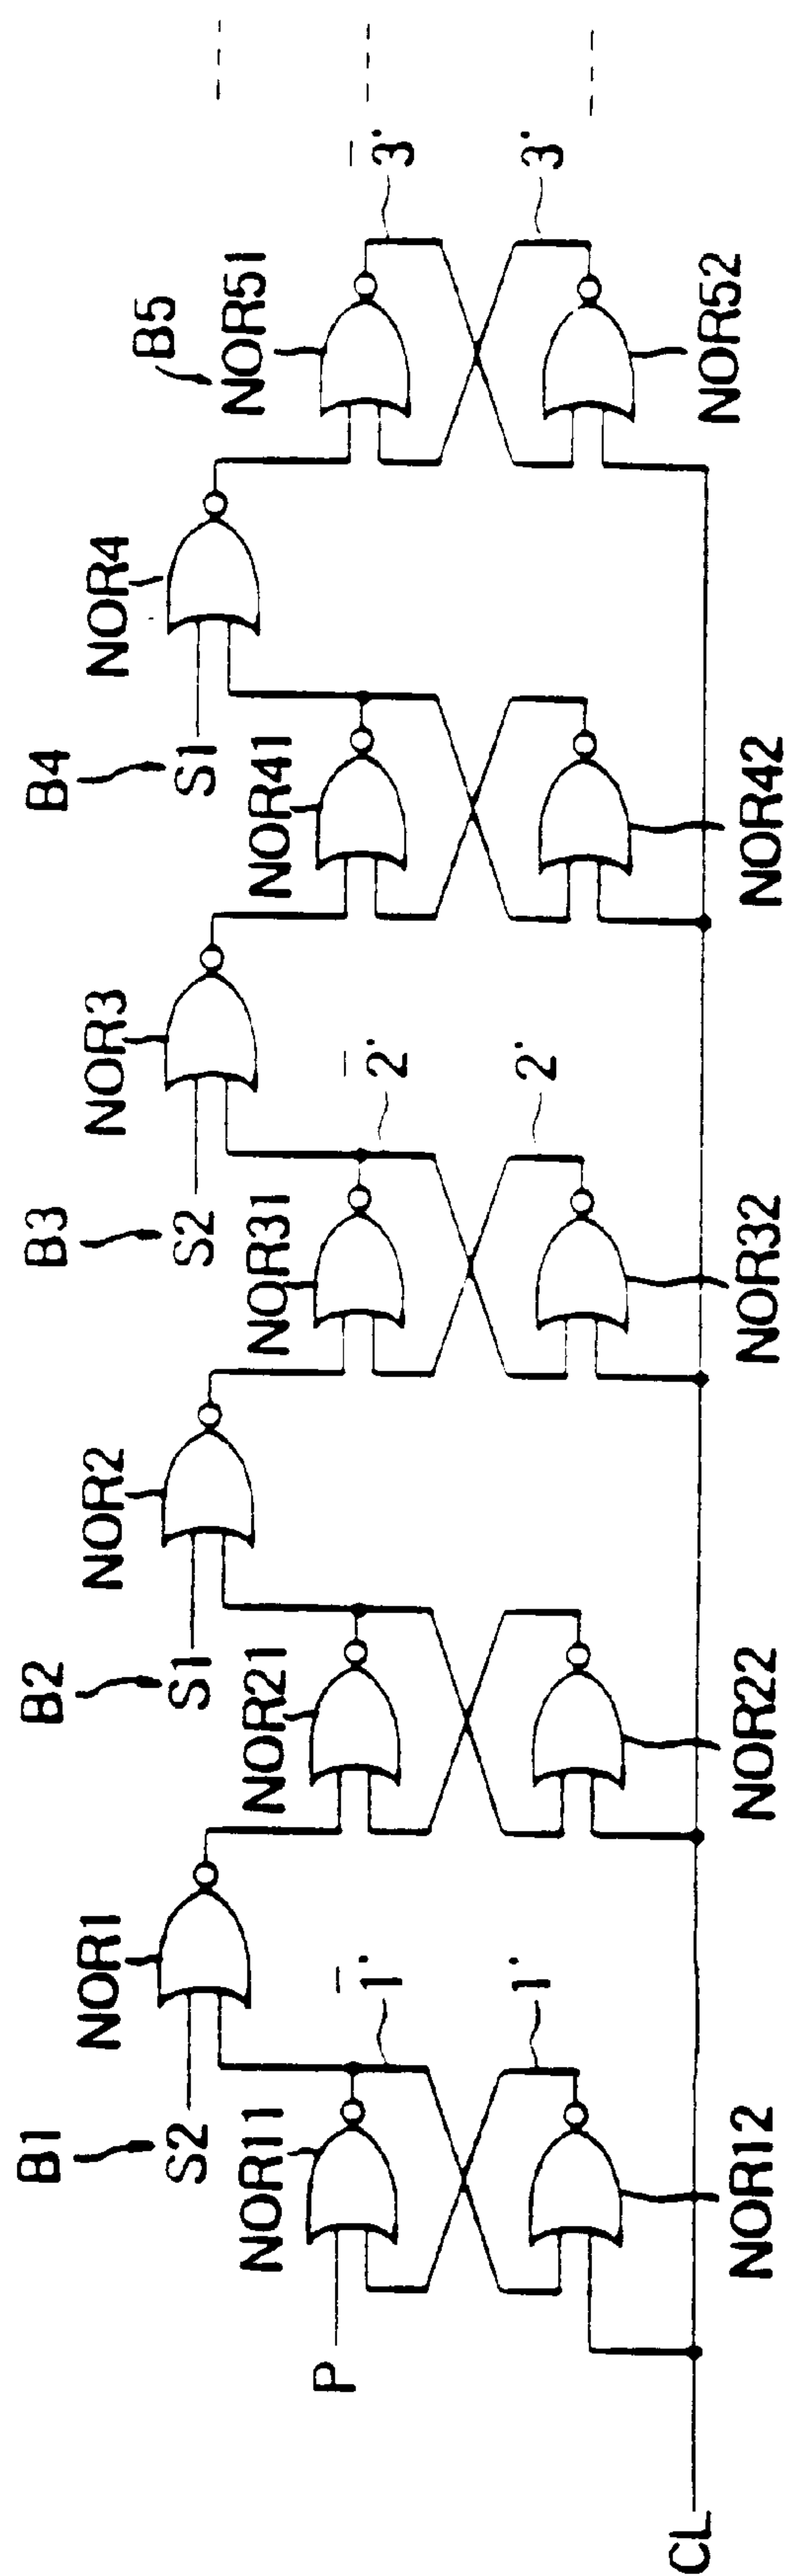 B1
B2
B3
B4
B5
NOR1
NOR2
NOR3
NOR4
S2
S1
S2
S1
NOR11
NOR21
NOR31
NOR41
NOR51
P
1̅'
2̅'
3̅'
1'
2'
3'
NOR12
NOR22
NOR32
NOR42
NOR52
CL